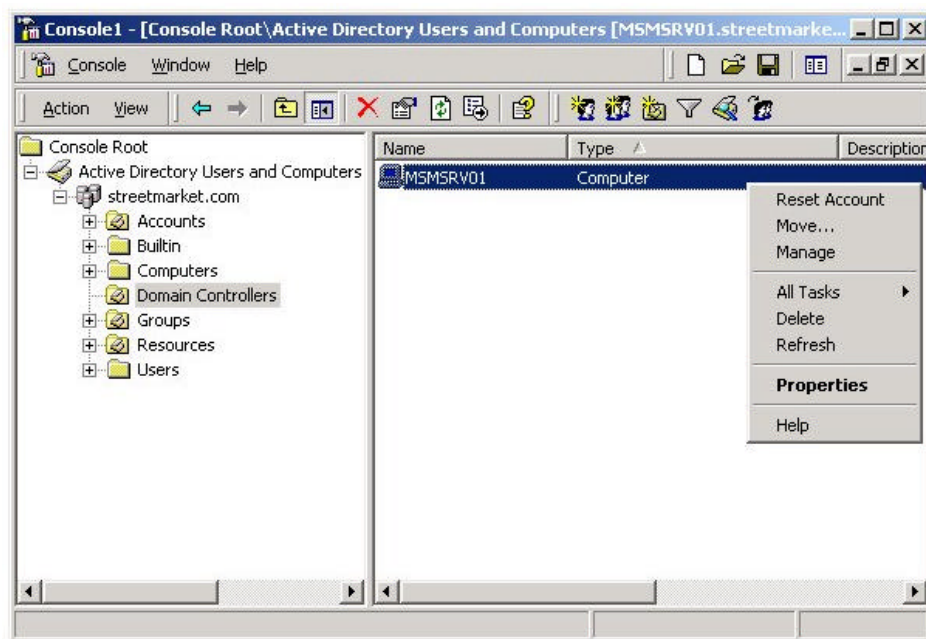 Console1 - [Console Root\Active Directory Users and Computers [MSMSRV01.streetmarke...
Console Window Help
Action View
Console Root
Active Directory Users and Computers
streetmarket.com
Accounts
Builtin
Computers
Domain Controllers
Groups
Resources
Users
Name Type Description
MSMSRV01 Computer
Reset Account
Move...
Manage
All Tasks
Delete
Refresh
Properties
Help